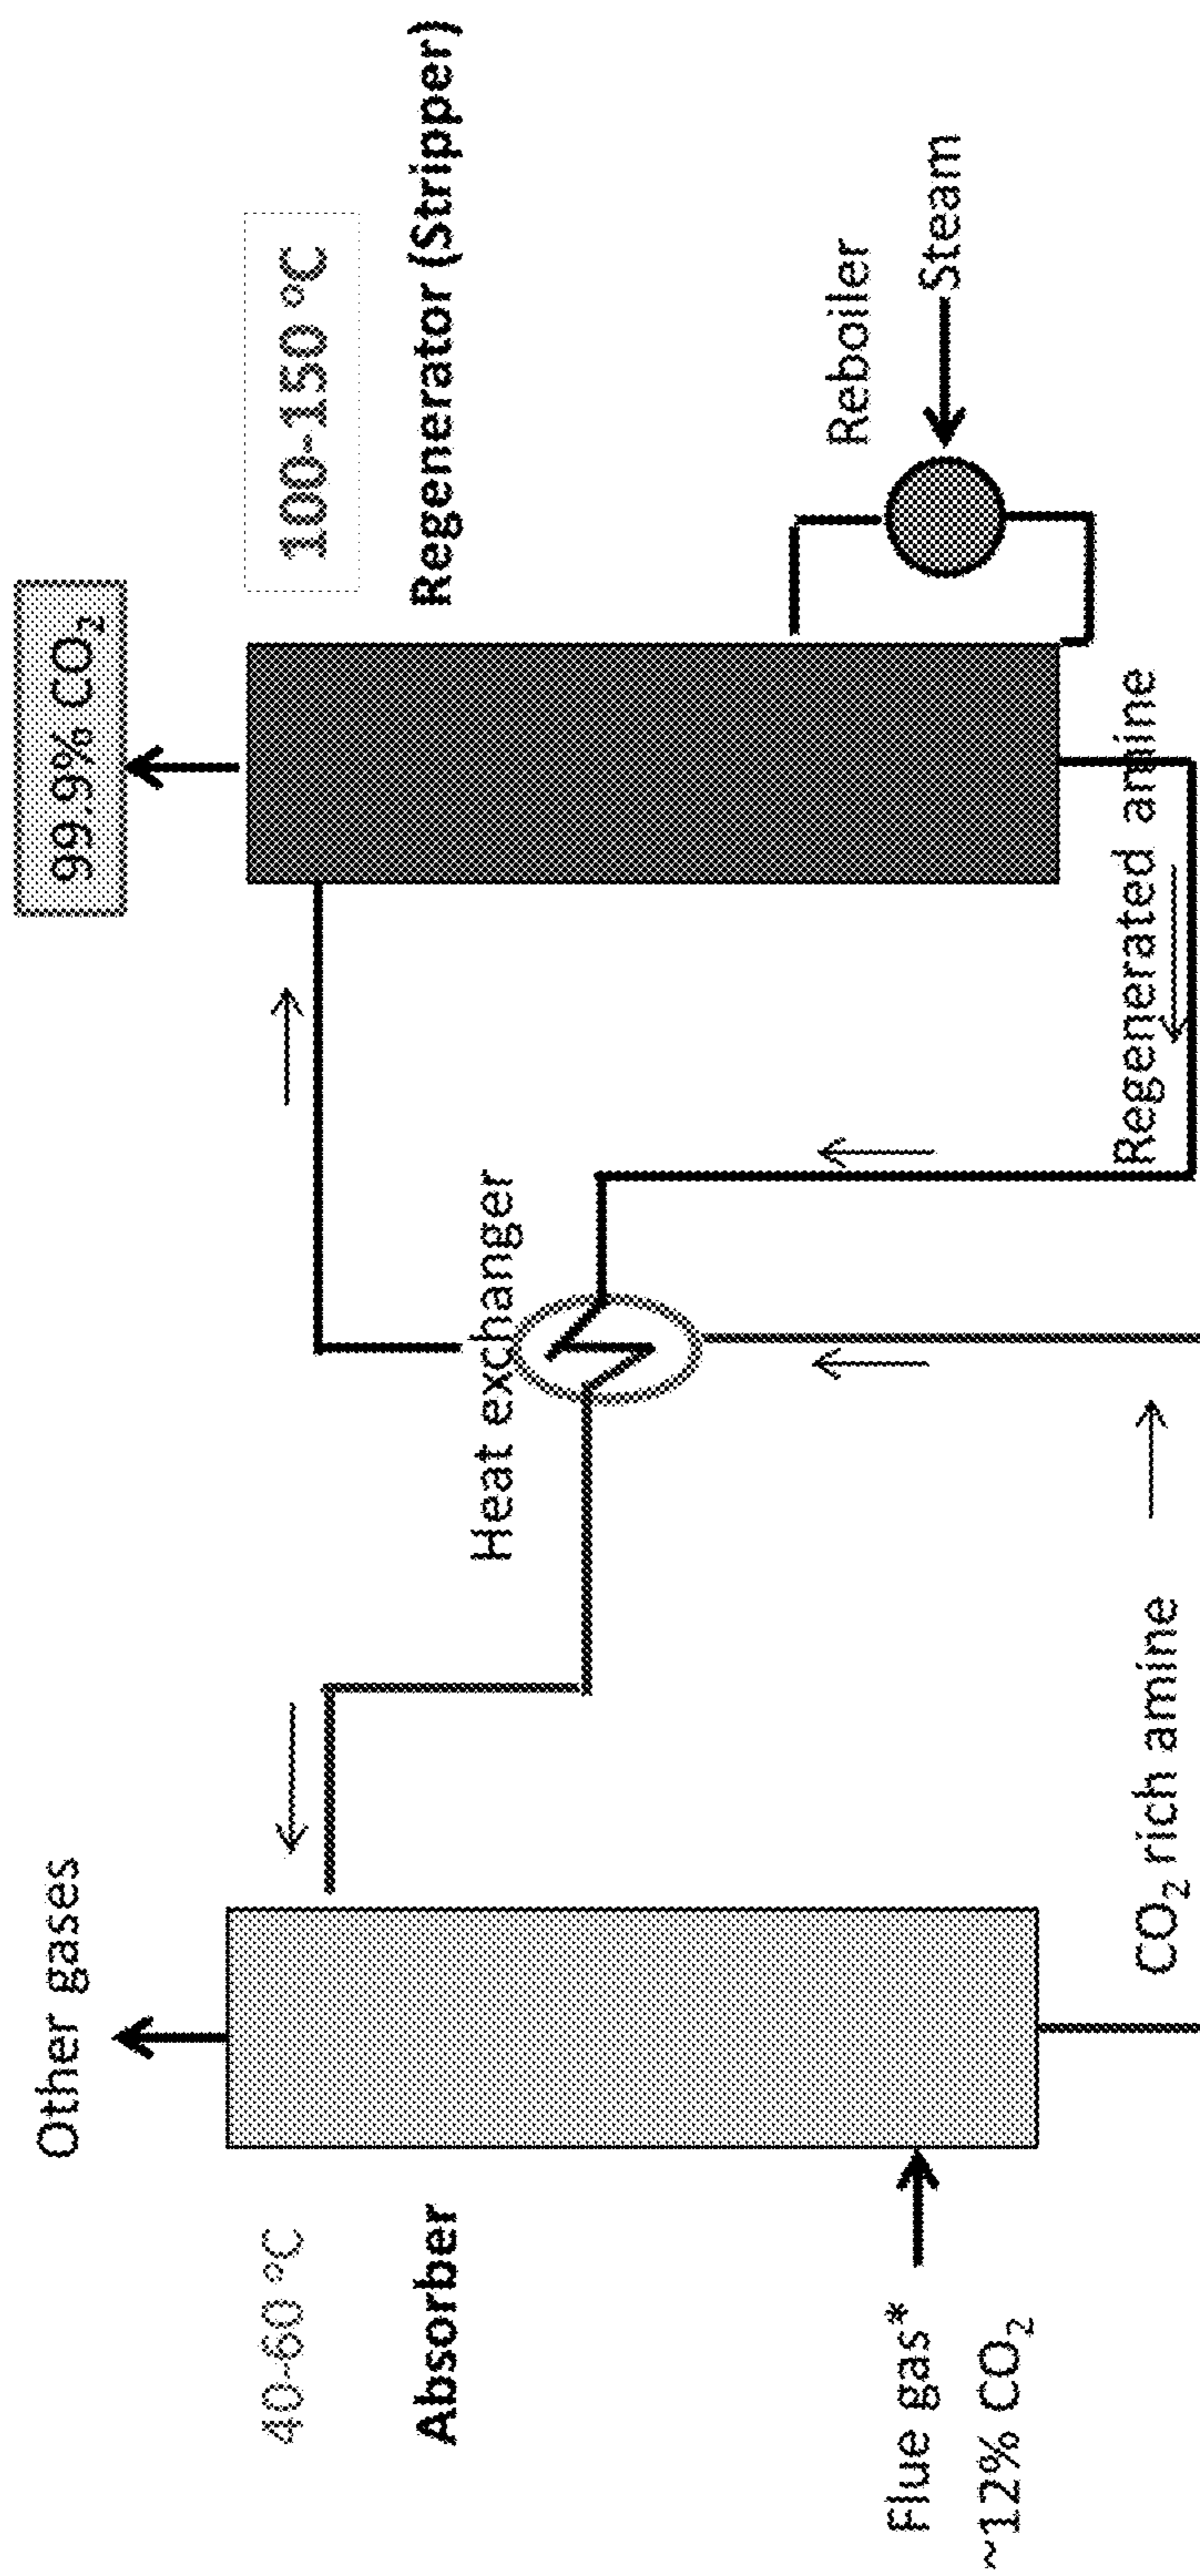 Other gases
99.9% CO₂
40-60 °C
100-150 °C
Absorber
Regenerator (Stripper)
Heat exchanger
Reboiler
Steam
Flue gas*
~12% CO₂
CO₂ rich amine
Regenerated amine